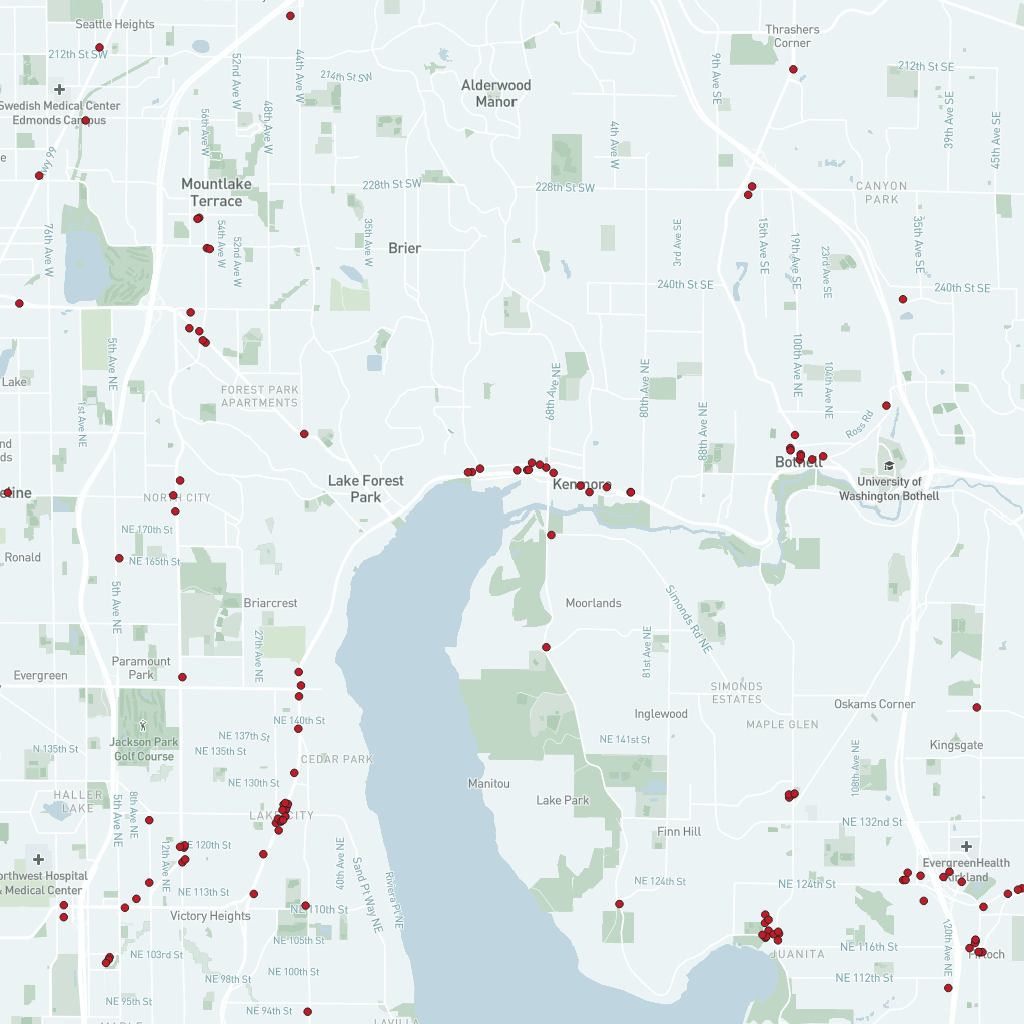 Seattle Heights
212th St SW
44th Ave W
52nd Ave W
214th St SW
48th Ave W
Alderwood
Manor
Thrashers
Corner
9th Ave SE
212th St SE
39th Ave SE
45th Ave SE
Swedish Medical Center
Edmonds Campus
Hwy 99
56th Ave W
4th Ave W
Mountlake
Terrace
228th St SW
228th St SW
CANYON
PARK
76th Ave W
54th Ave W
52nd Ave W
35th Ave W
Brier
3rd Ave SE
15th Ave SE
19th Ave SE
23rd Ave SE
35th Ave SE
240th St SE
240th St SE
5th Ave NE
Lake
1st Ave NE
FOREST PARK
APARTMENTS
68th Ave NE
80th Ave NE
88th Ave NE
100th Ave NE
104th Ave NE
Ross Rd
Bothell
University of
Washington Bothell
Lake Forest
Park
Kenmore
NORTH CITY
NE 170th St
Ronald
NE 165th St
5th Ave NE
Briarcrest
27th Ave NE
Moorlands
Simonds Rd NE
81st Ave NE
Paramount
Park
Evergreen
SIMONDS
ESTATES
Inglewood
MAPLE GLEN
Oskams Corner
Kingsgate
NE 140th St
NE 137th St
N 135th St
NE 135th St
Jackson Park
Golf Course
CEDAR PARK
NE 141st St
108th Ave NE
NE 130th St
Manitou
HALLER
LAKE
5th Ave NE
8th Ave NE
LAKE CITY
Lake Park
NE 132nd St
Finn Hill
12th Ave NE
NE 120th St
40th Ave NE
Sand Pt Way NE
Riviera Pl NE
EvergreenHealth
Kirkland
Northwest Hospital
& Medical Center
NE 113th St
NE 124th St
NE 124th St
Victory Heights
NE 110th St
NE 105th St
120th Ave NE
NE 116th St
NE 103rd St
JUANITA
NE 100th St
NE 98th St
NE 112th St
NE 95th St
NE 94th St